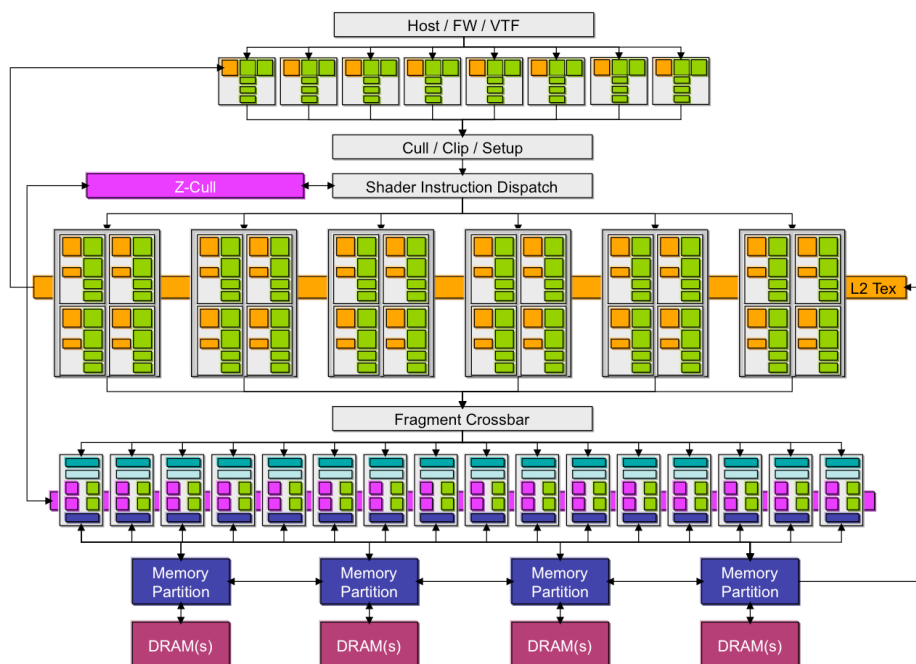 Host / FW / VTF
Cull / Clip / Setup
Z-Cull
Shader Instruction Dispatch
L2 Tex
Fragment Crossbar
Memory
Partition
Memory
Partition
Memory
Partition
Memory
Partition
DRAM(s)
DRAM(s)
DRAM(s)
DRAM(s)